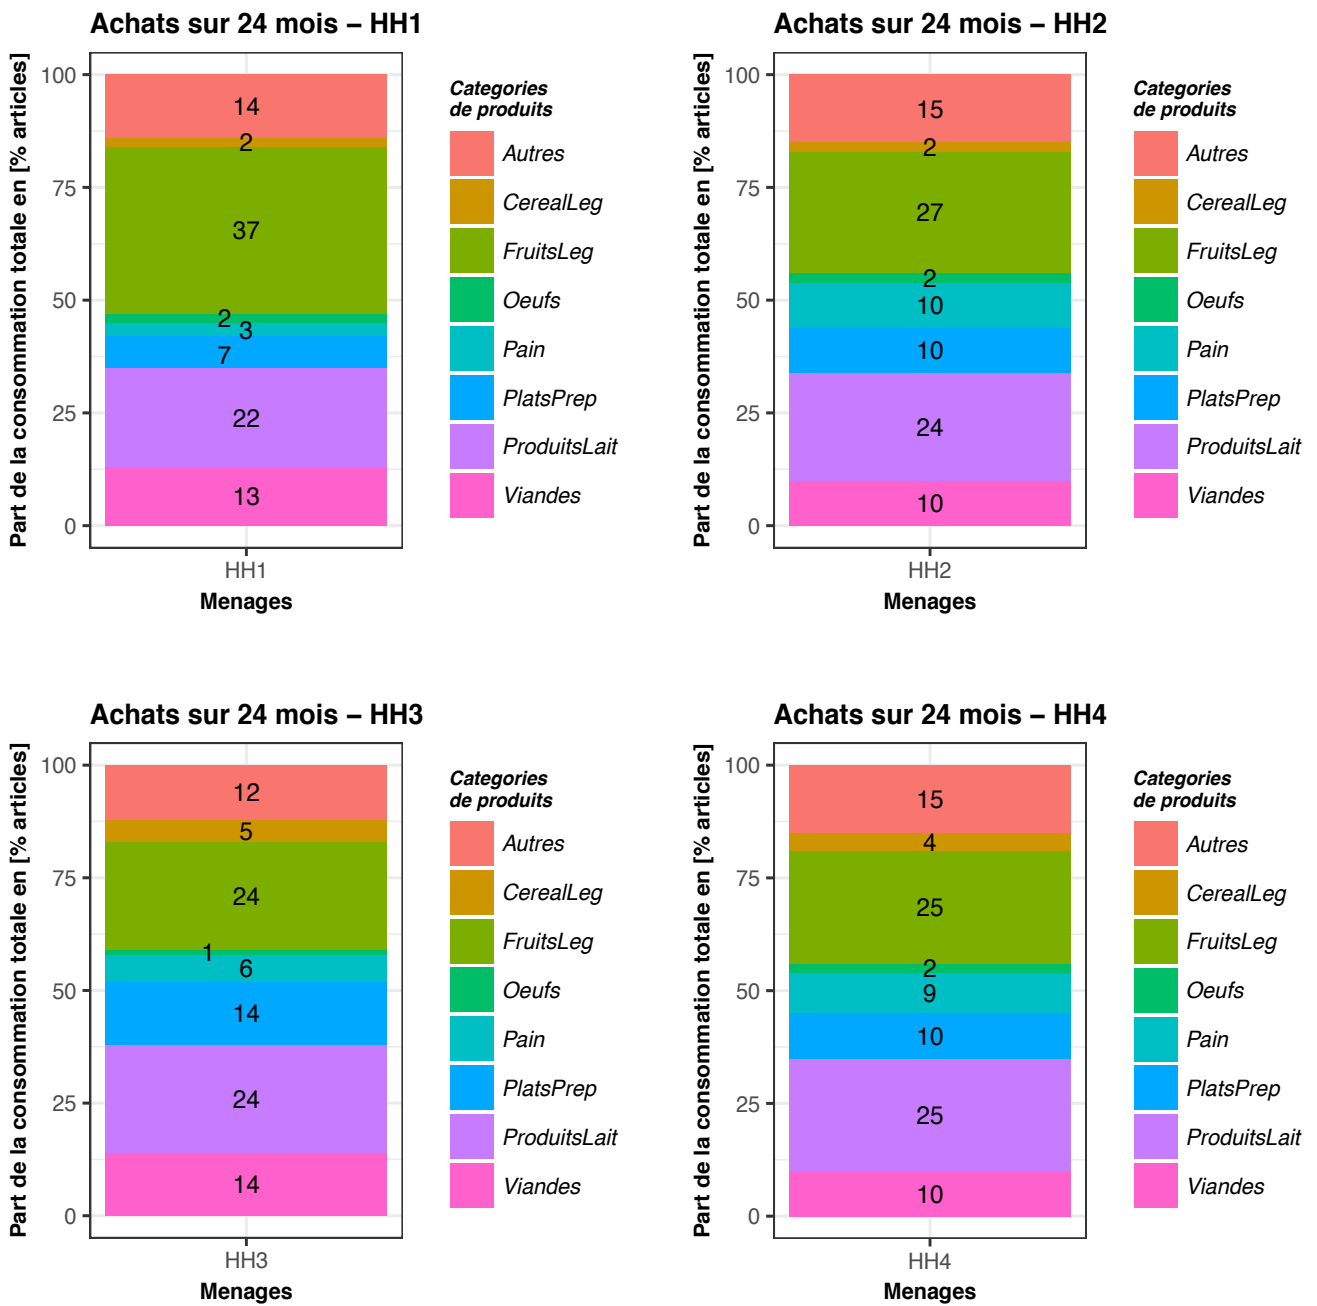 Achats sur 24 mois – HH1
Part de la consommation totale en [% articles]
100
75
50
25
0
14
2
37
2
3
7
22
13
HH1
Menages
Categories
de produits
Autres
CerealLeg
FruitsLeg
Oeufs
Pain
PlatsPrep
ProduitsLait
Viandes
Achats sur 24 mois – HH2
Part de la consommation totale en [% articles]
100
75
50
25
0
15
2
27
2
10
10
24
10
HH2
Menages
Categories
de produits
Autres
CerealLeg
FruitsLeg
Oeufs
Pain
PlatsPrep
ProduitsLait
Viandes
Achats sur 24 mois – HH3
Part de la consommation totale en [% articles]
100
75
50
25
0
12
5
24
1
6
14
24
14
HH3
Menages
Categories
de produits
Autres
CerealLeg
FruitsLeg
Oeufs
Pain
PlatsPrep
ProduitsLait
Viandes
Achats sur 24 mois – HH4
Part de la consommation totale en [% articles]
100
75
50
25
0
15
4
25
2
9
10
25
10
HH4
Menages
Categories
de produits
Autres
CerealLeg
FruitsLeg
Oeufs
Pain
PlatsPrep
ProduitsLait
Viandes